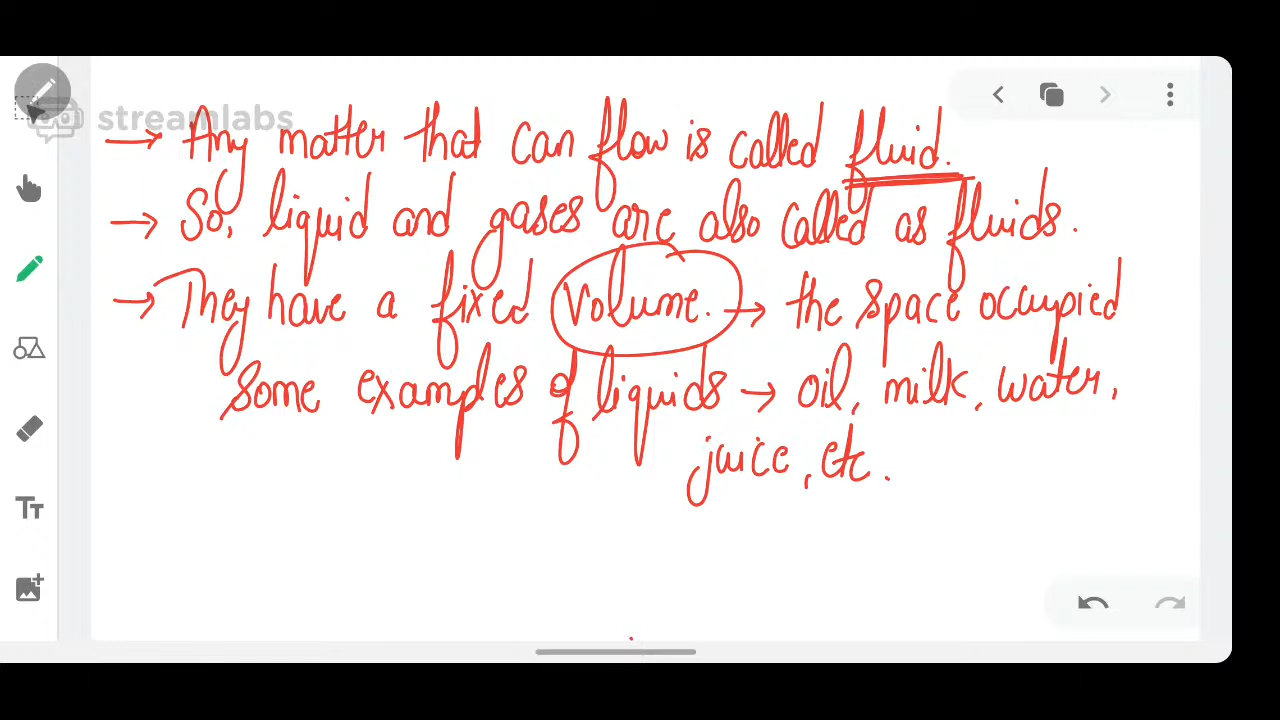 streamlabs
→ Any matter that can flow is called fluid.
→ So, liquid and gases are also called as fluids.
→ They have a fixed Volume. → the space occupied
Some examples of liquids → oil, milk, water,
juice, etc.
TT